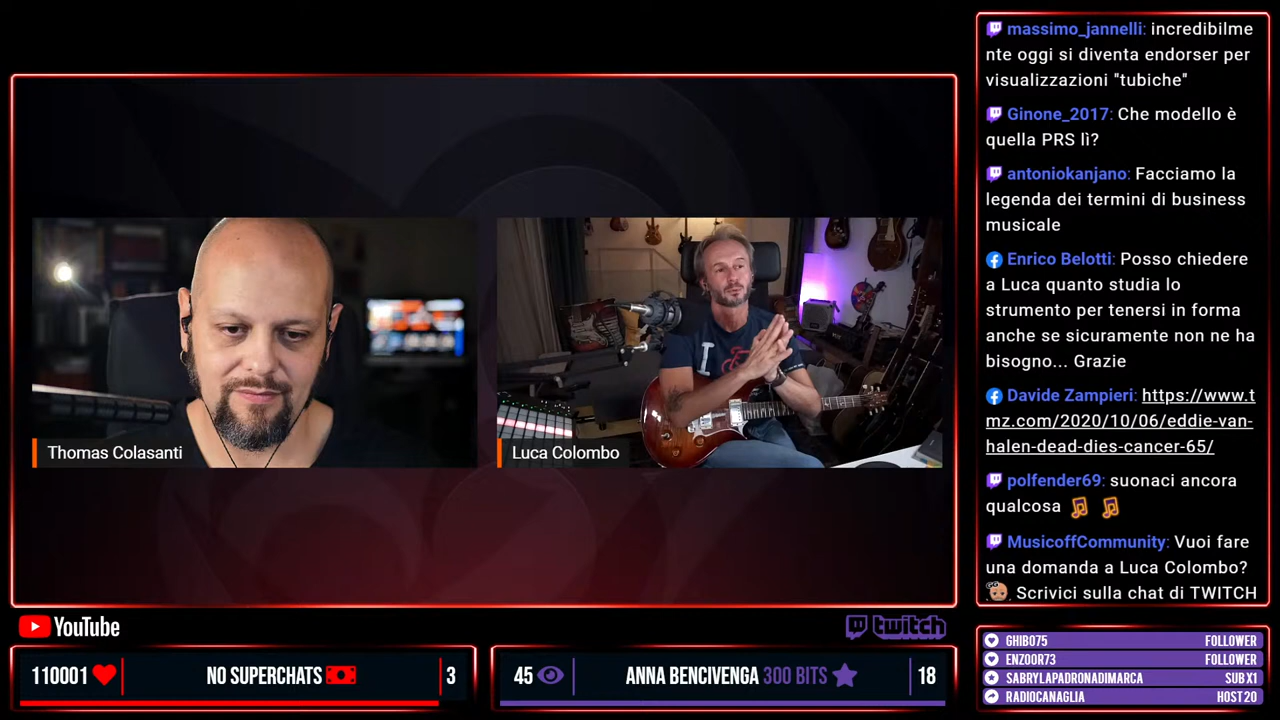 massimo_jannelli: incredibilme
nte oggi si diventa endorser per
visualizzazioni "tubiche"
Ginone_2017: Che modello è
quella PRS lì?
antoniokanjano: Facciamo la
legenda dei termini di business
musicale
Enrico Belotti: Posso chiedere
a Luca quanto studia lo
strumento per tenersi in forma
anche se sicuramente non ne ha
bisogno... Grazie
Davide Zampieri: https://www.t
mz.com/2020/10/06/eddie-van-
halen-dead-dies-cancer-65/
polfender69: suonaci ancora
qualcosa
MusicoffCommunity: Vuoi fare
una domanda a Luca Colombo?
Scrivici sulla chat di TWITCH
Thomas Colasanti
Luca Colombo
I
YouTube
twitch
110001
NO SUPERCHATS
3
45
ANNA BENCIVENGA 300 BITS
18
GHIBO75 FOLLOWER
ENZOOR73 FOLLOWER
SABRYLAPADRONADIMARCA SUB X1
RADIOCANAGLIA HOST 20